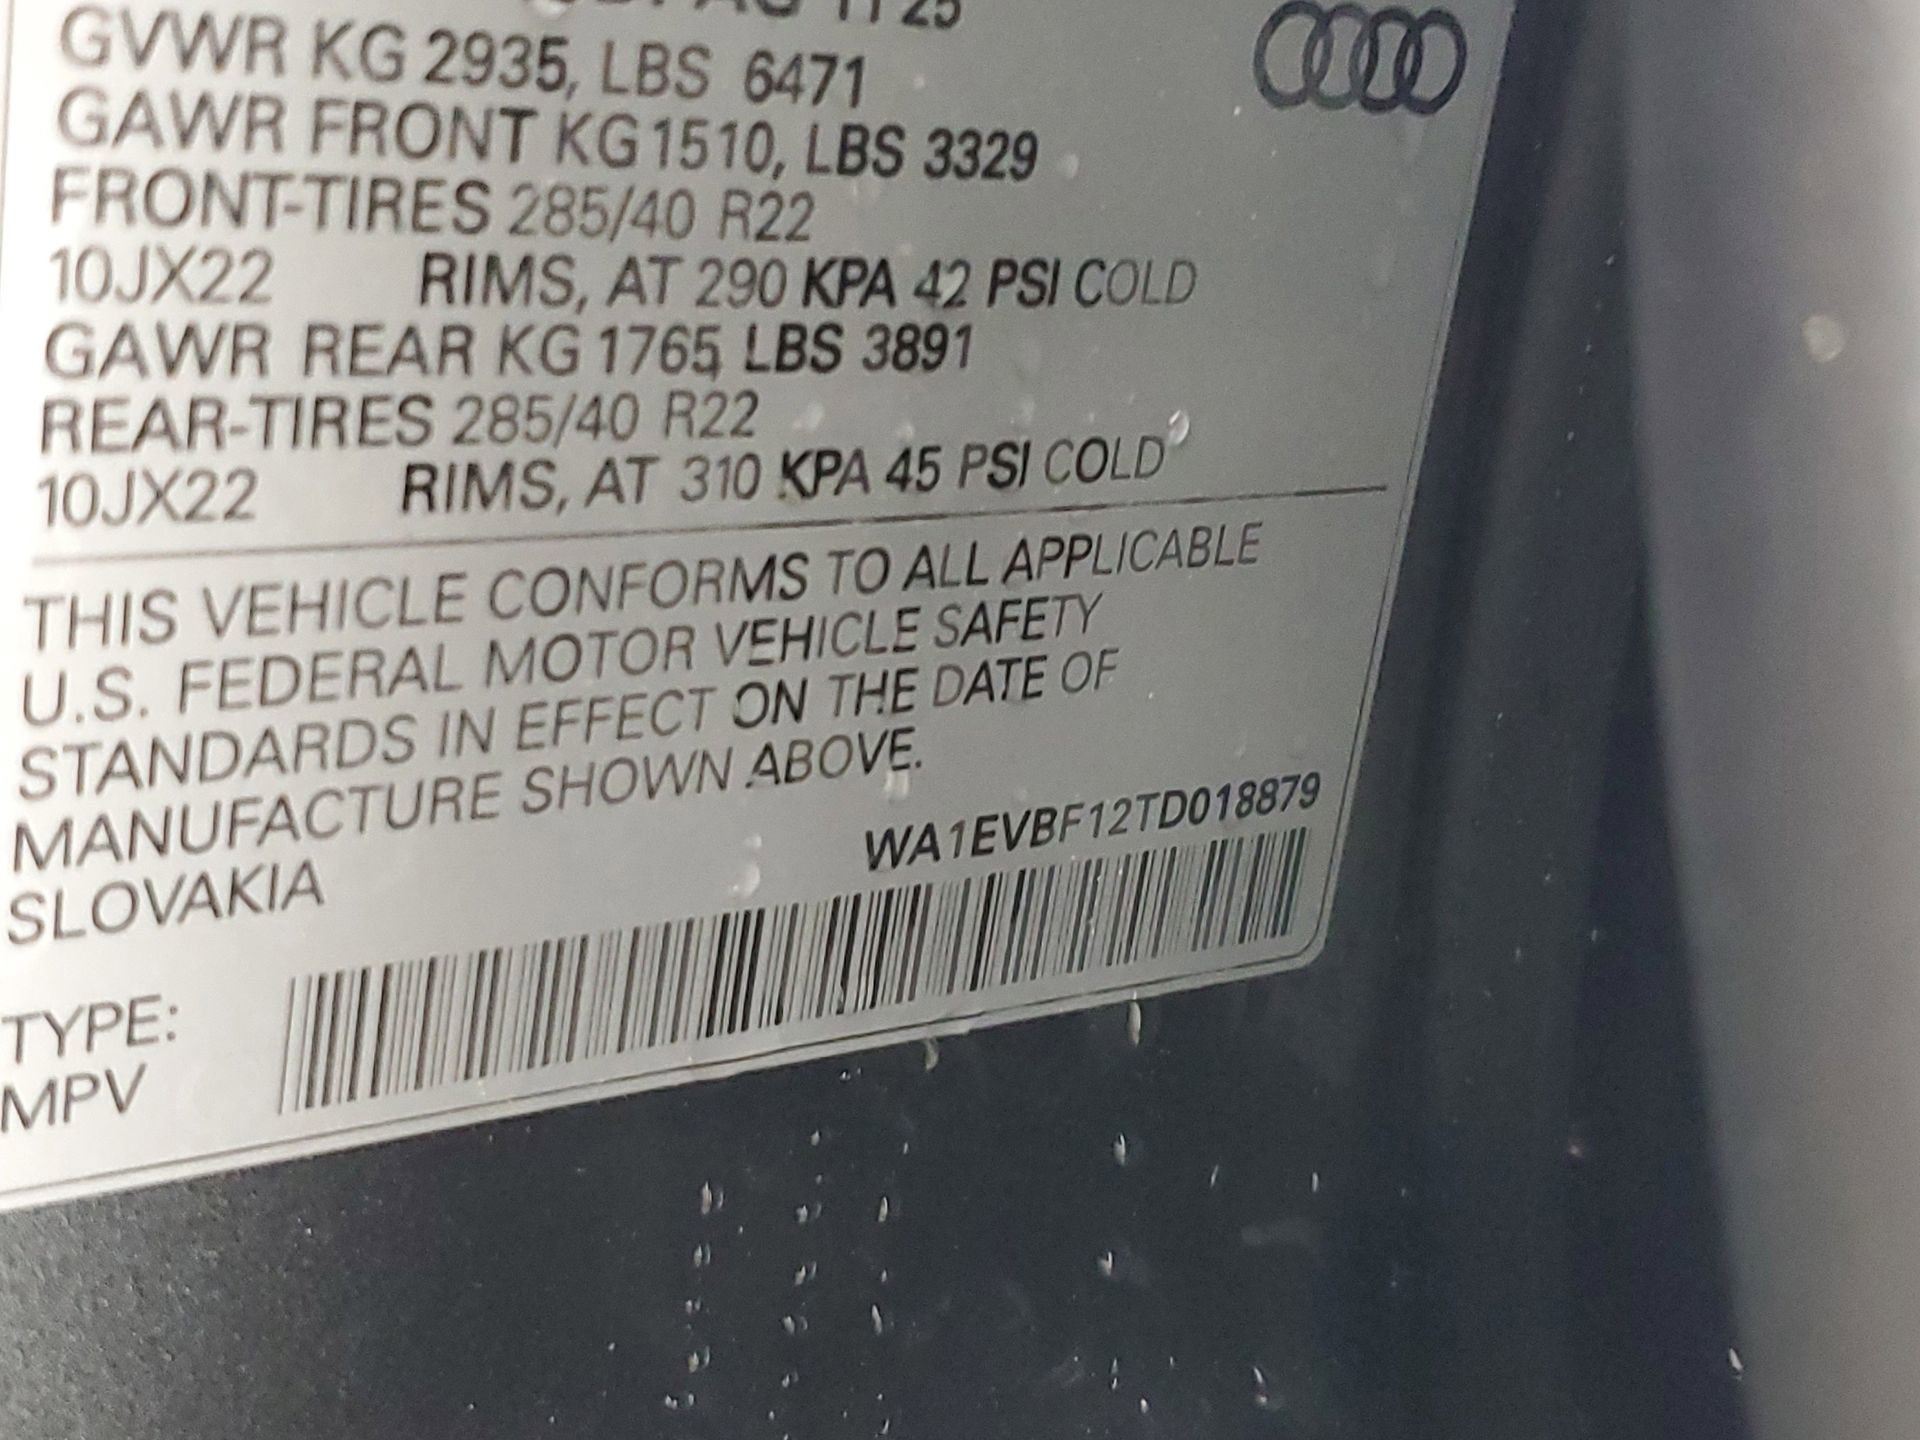 GVWR KG 2935, LBS 6471
GAWR FRONT KG 1510, LBS 3329
FRONT-TIRES 285/40 R22
10JX22 RIMS, AT 290 KPA 42 PSI COLD
GAWR REAR KG 1765, LBS 3891
REAR-TIRES 285/40 R22
10JX22 RIMS, AT 310 KPA 45 PSI COLD
THIS VEHICLE CONFORMS TO ALL APPLICABLE
U.S. FEDERAL MOTOR VEHICLE SAFETY
STANDARDS IN EFFECT ON THE DATE OF
MANUFACTURE SHOWN ABOVE.
SLOVAKIA
WA1EVBF12TD018879
TYPE:
MPV